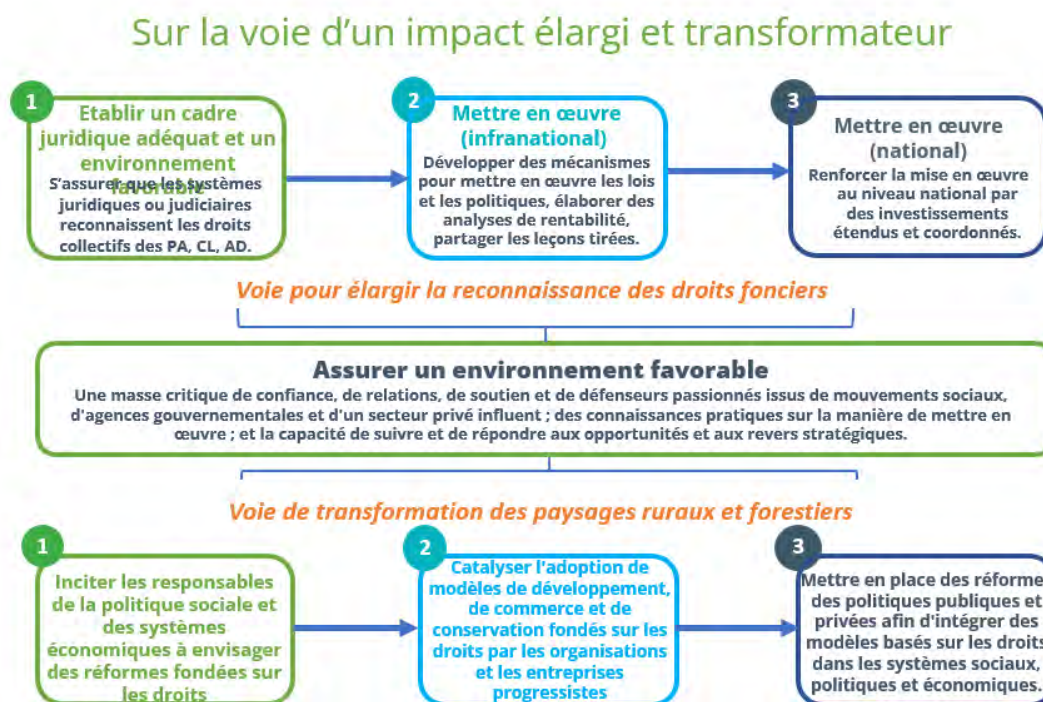 Sur la voie d'un impact élargi et transformateur
1
Etablir un cadre
juridique adéquat et un
environnement
favorable
S'assurer que les systèmes
juridiques ou judiciaires
reconnaissent les droits
collectifs des PA, CL, AD.
2
Mettre en œuvre
(infranational)
Développer des mécanismes
pour mettre en œuvre les lois
et les politiques, élaborer des
analyses de rentabilité,
partager les leçons tirées.
3
Mettre en œuvre
(national)
Renforcer la mise en œuvre
au niveau national par
des investissements
étendus et coordonnés.
Voie pour élargir la reconnaissance des droits fonciers
Assurer un environnement favorable
Une masse critique de confiance, de relations, de soutien et de défenseurs passionnés issus de mouvements sociaux,
d'agences gouvernementales et d'un secteur privé influent ; des connaissances pratiques sur la manière de mettre en
œuvre ; et la capacité de suivre et de répondre aux opportunités et aux revers stratégiques.
Voie de transformation des paysages ruraux et forestiers
1
Inciter les responsables
de la politique sociale et
des systèmes
économiques à envisager
des réformes fondées sur
les droits
2
Catalyser l'adoption de
modèles de développement,
de commerce et de
conservation fondés sur les
droits par les organisations
et les entreprises
progressistes
3
Mettre en place des réforme
des politiques publiques et
privées afin d'intégrer des
modèles basés sur les droits
dans les systèmes sociaux,
politiques et économiques.